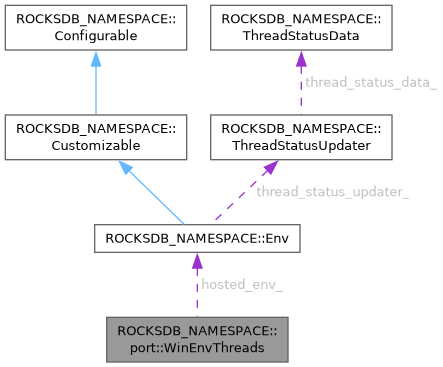 ROCKSDB_NAMESPACE::
Configurable
ROCKSDB_NAMESPACE::
ThreadStatusData
thread_status_data_
ROCKSDB_NAMESPACE::
Customizable
ROCKSDB_NAMESPACE::
ThreadStatusUpdater
thread_status_updater_
ROCKSDB_NAMESPACE::Env
hosted_env_
ROCKSDB_NAMESPACE::
port::WinEnvThreads